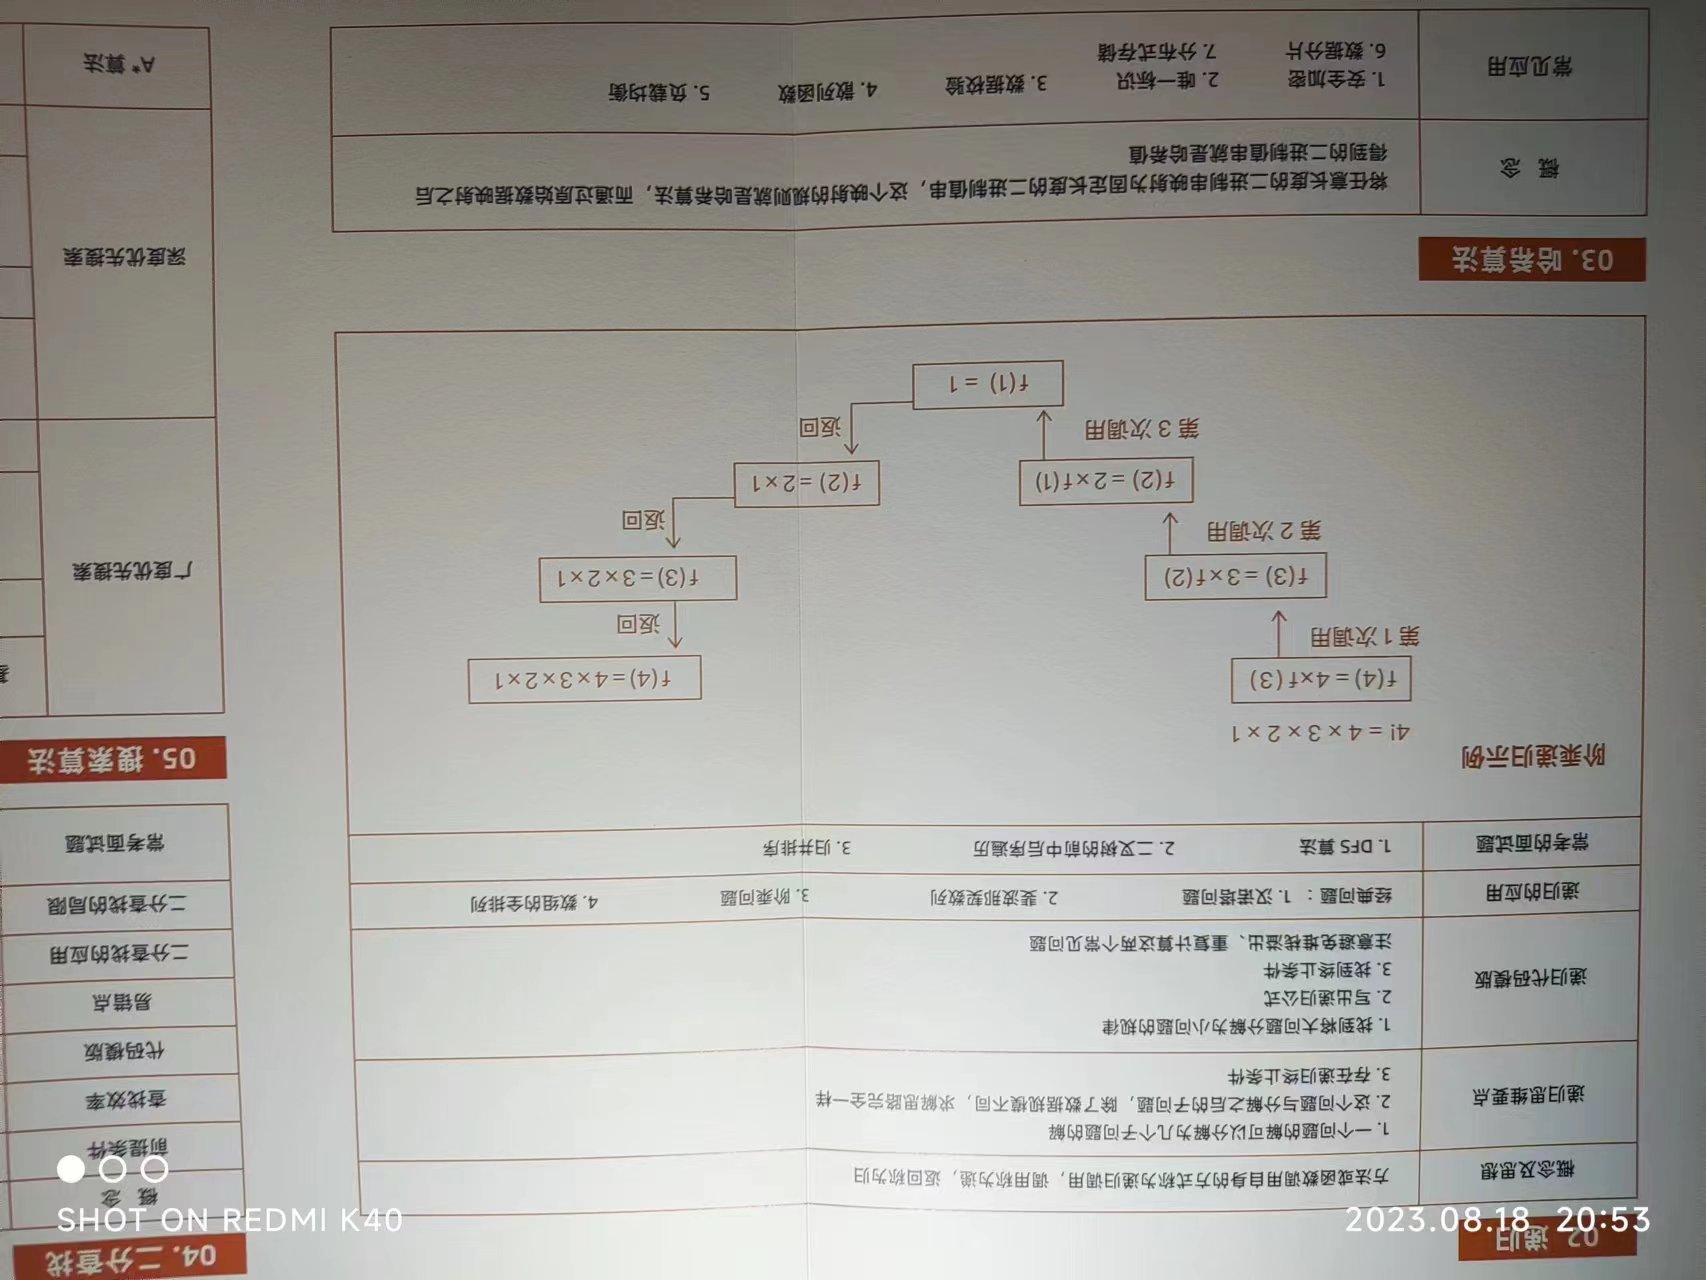 02 递归
概念及思想
方法或函数调用自身的方式称为递归调用，调用称为递，返回称为归
递归思维要点
1. 一个问题的解可以分解为几个子问题的解
2. 这个问题与分解之后的子问题，除了数据规模不同，求解思路完全一样
3. 存在递归终止条件
递归代码模版
1. 找到将大问题分解为小问题的规律
2. 写出递归公式
3. 找到终止条件
注意避免堆栈溢出、重复计算这两个常见问题
递归的应用
经典问题： 1. 汉诺塔问题 2. 斐波那契数列 3. 阶乘问题 4. 数组的全排列
常考的面试题
1. DFS 算法 2. 二叉树的前中后序遍历 3. 归并排序
阶乘递归示例
4! = 4 × 3 × 2 × 1
f(4) = 4×f(3)
f(4)=4×3×2×1
第 1 次调用
返回
f(3) =3×f(2)
f(3)=3×2×1
第 2 次调用
返回
f(2) =2×f(1)
f(2) =2×1
第 3 次调用
返回
f(1) = 1
03. 哈希算法
概 念
将任意长度的二进制串映射为固定长度的二进制值串，这个映射的规则就是哈希算法，而通过原始数据映射之后
得到的二进制值串就是哈希值
常见应用
1. 安全加密 2. 唯一标识 3. 数据校验 4. 散列函数 5. 负载均衡
6. 数据分片 7. 分布式存储
04. 二分查找
概 念
前提条件
查找效率
代码模版
易错点
二分查找的应用
二分查找的局限
常考面试题
05. 搜索算法
广度优先搜索
深度优先搜索
A* 算法
SHOT ON REDMI K40
2023.08.18 20:53